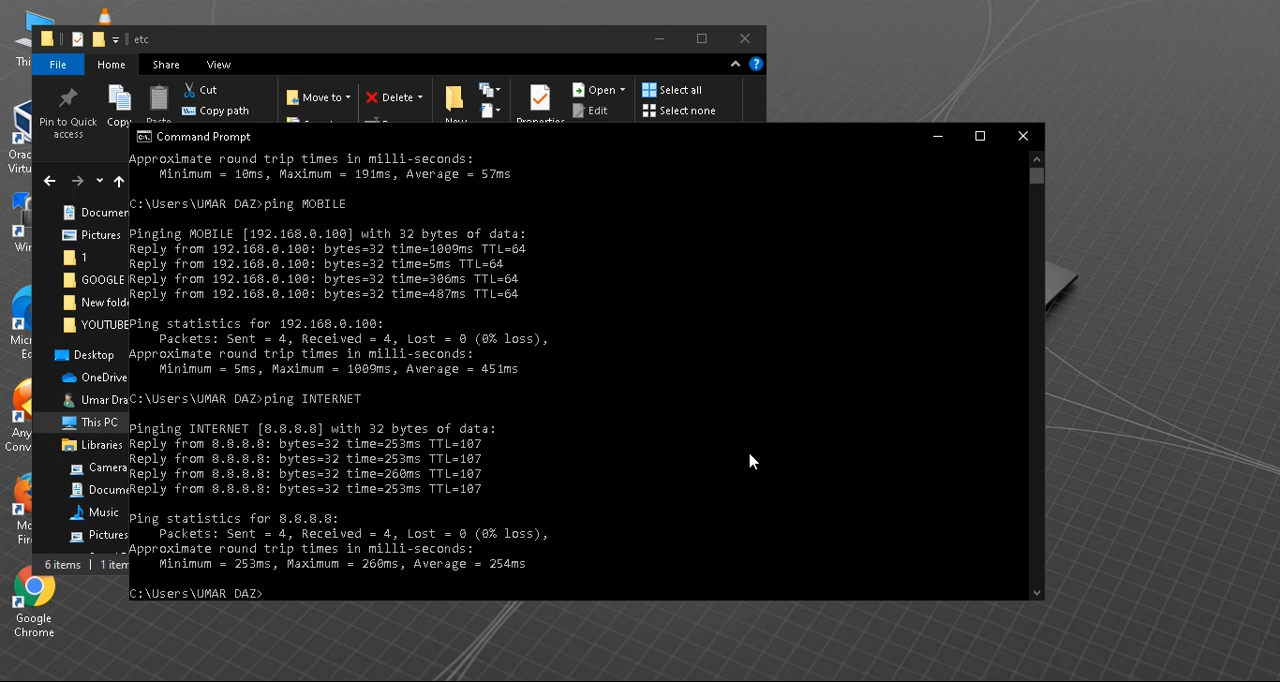 etc
File Home Share View
Pin to Quick access
Copy
Paste
Cut
Copy path
Move to
Delete
New
Properties
Open
Edit
Select all
Select none
Documen
Pictures
1
GOOGLE
New folde
YOUTUBE
Desktop
OneDrive
Umar Dra
This PC
Libraries
Camera
Docume
Music
Pictures
6 items 1 item
Google
Chrome
Command Prompt
Approximate round trip times in milli-seconds:
Minimum = 10ms, Maximum = 191ms, Average = 57ms
C:\Users\UMAR DAZ>ping MOBILE
Pinging MOBILE [192.168.0.100] with 32 bytes of data:
Reply from 192.168.0.100: bytes=32 time=1009ms TTL=64
Reply from 192.168.0.100: bytes=32 time=5ms TTL=64
Reply from 192.168.0.100: bytes=32 time=306ms TTL=64
Reply from 192.168.0.100: bytes=32 time=487ms TTL=64
Ping statistics for 192.168.0.100:
Packets: Sent = 4, Received = 4, Lost = 0 (0% loss),
Approximate round trip times in milli-seconds:
Minimum = 5ms, Maximum = 1009ms, Average = 451ms
C:\Users\UMAR DAZ>ping INTERNET
Pinging INTERNET [8.8.8.8] with 32 bytes of data:
Reply from 8.8.8.8: bytes=32 time=253ms TTL=107
Reply from 8.8.8.8: bytes=32 time=253ms TTL=107
Reply from 8.8.8.8: bytes=32 time=260ms TTL=107
Reply from 8.8.8.8: bytes=32 time=253ms TTL=107
Ping statistics for 8.8.8.8:
Packets: Sent = 4, Received = 4, Lost = 0 (0% loss),
Approximate round trip times in milli-seconds:
Minimum = 253ms, Maximum = 260ms, Average = 254ms
C:\Users\UMAR DAZ>